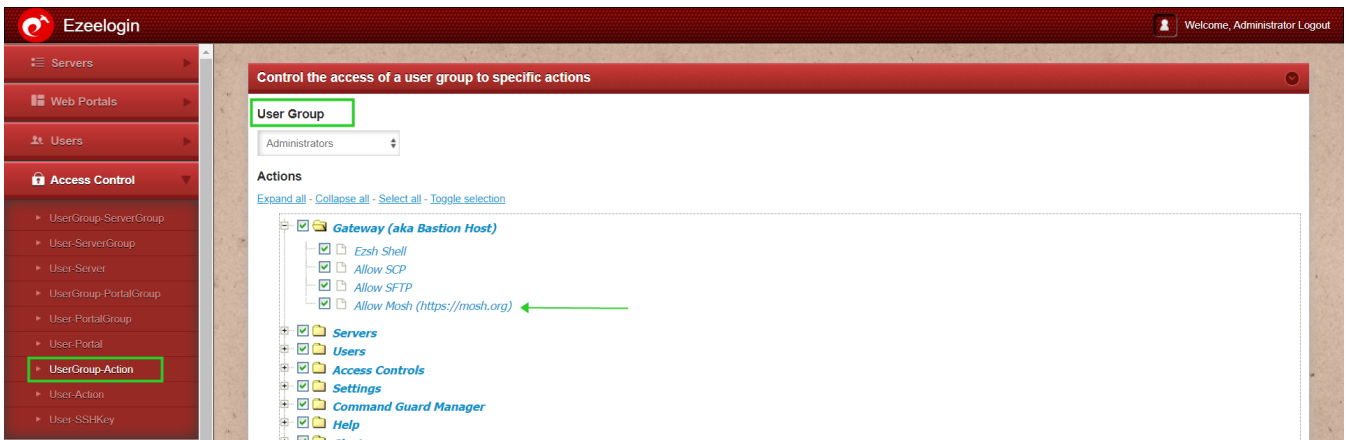 Ezeelogin
Welcome, Administrator Logout
Servers
Web Portals
Users
Access Control
UserGroup-ServerGroup
User-ServerGroup
User-Server
UserGroup-PortalGroup
User-PortalGroup
User-Portal
UserGroup-Action
User-Action
User-SSHKey
Control the access of a user group to specific actions
User Group
Administrators
Actions
Expand all - Collapse all - Select all - Toggle selection
Gateway (aka Bastion Host)
Ezsh Shell
Allow SCP
Allow SFTP
Allow Mosh (https://mosh.org)
Servers
Users
Access Controls
Settings
Command Guard Manager
Help